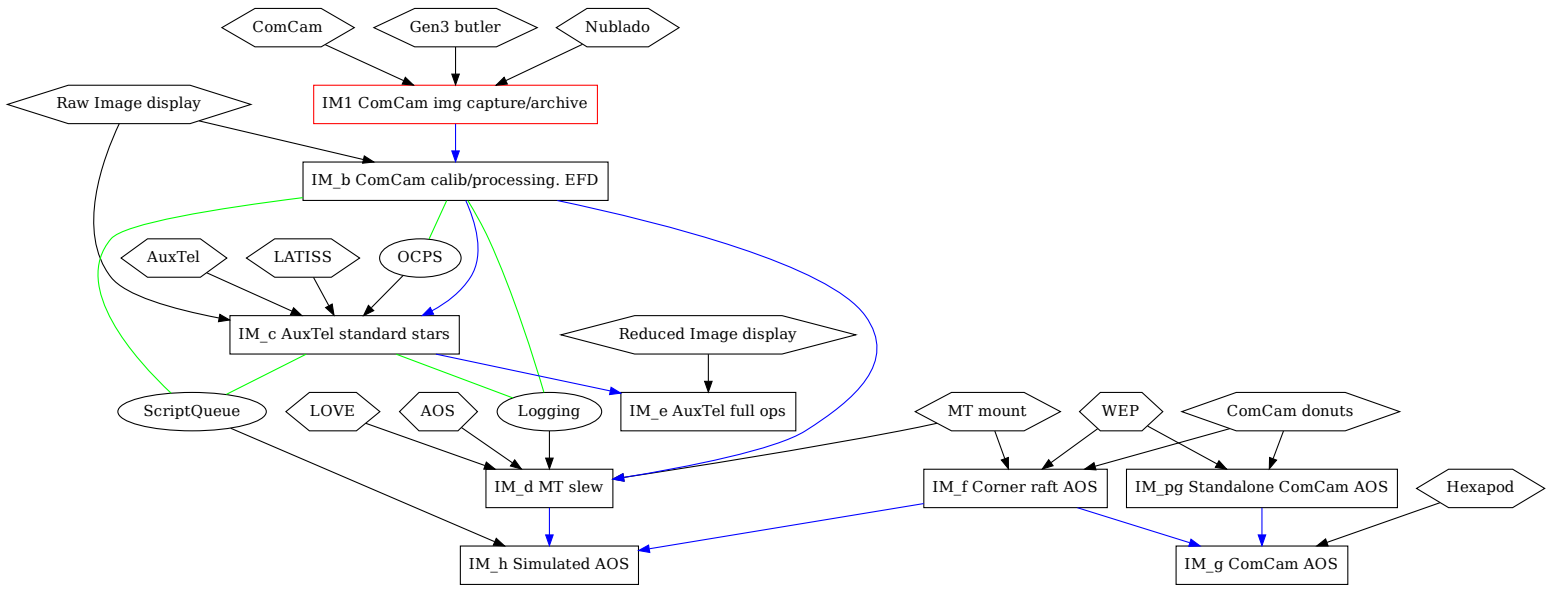 ComCam
Gen3 butler
Nublado
Raw Image display
IM1 ComCam img capture/archive
IM_b ComCam calib/processing. EFD
AuxTel
LATISS
OCPS
IM_c AuxTel standard stars
Reduced Image display
ScriptQueue
LOVE
AOS
Logging
IM_e AuxTel full ops
MT mount
WEP
ComCam donuts
IM_d MT slew
IM_f Corner raft AOS
IM_pg Standalone ComCam AOS
Hexapod
IM_h Simulated AOS
IM_g ComCam AOS